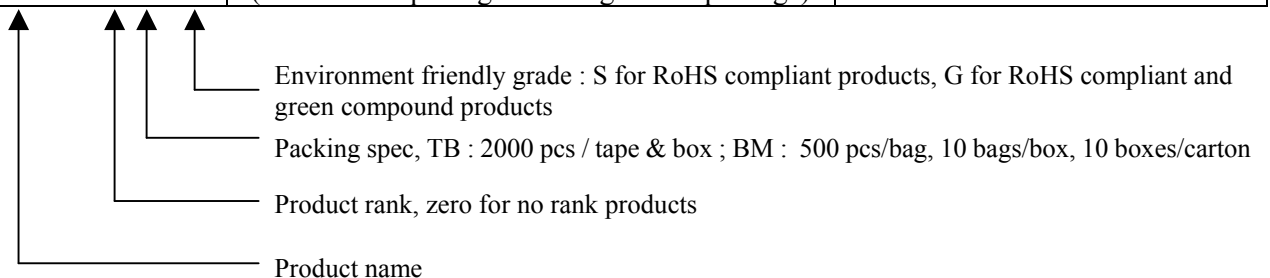 Environment friendly grade : S for RoHS compliant products, G for RoHS compliant and
green compound products
Packing spec, TB : 2000 pcs / tape & box ; BM : 500 pcs/bag, 10 bags/box, 10 boxes/carton
Product rank, zero for no rank products
Product name